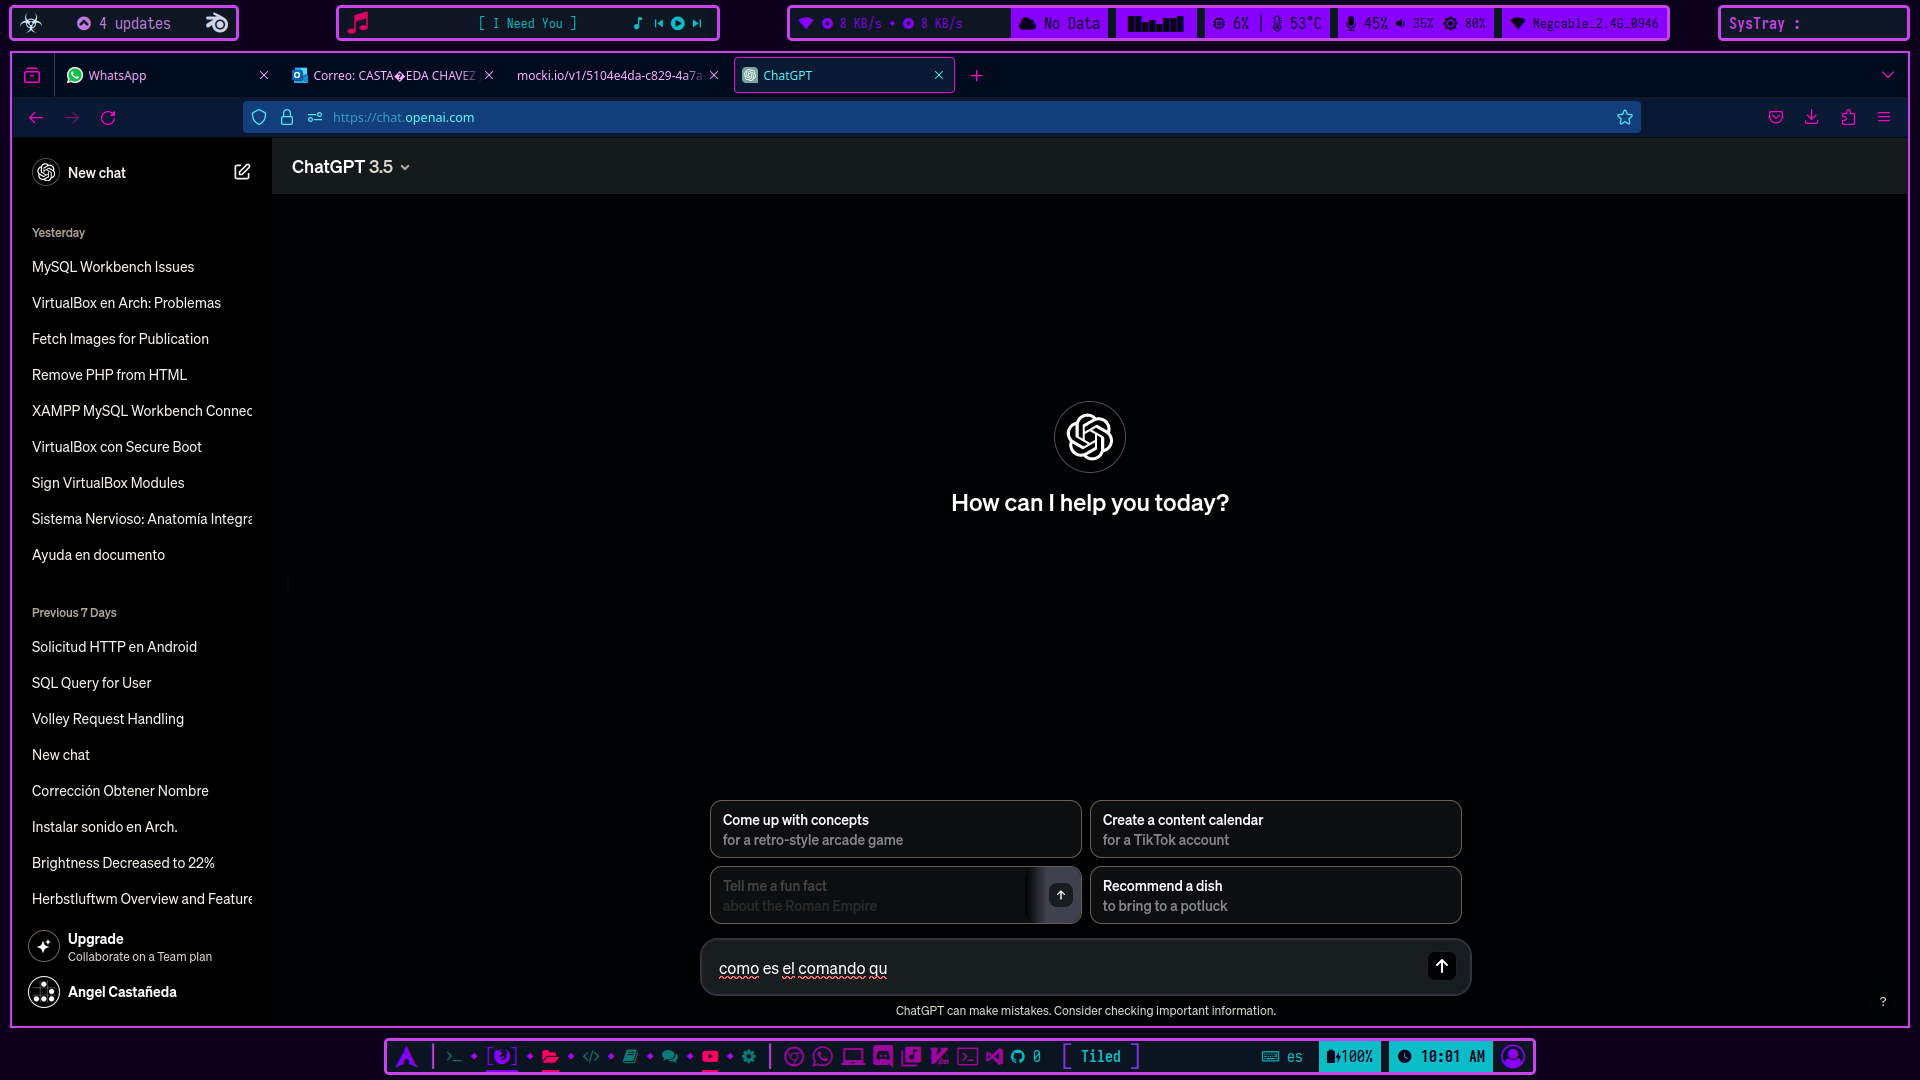 4 updates
[ I Need You ]
8 KB/s • 8 KB/s
No Data
6% | 53°C
45% 35% 80%
Megcable_2.4G_0946
SysTray :
WhatsApp
Correo: CASTA�EDA CHAVEZ
mocki.io/v1/5104e4da-c829-4a7a-
ChatGPT
https://chat.openai.com
New chat
ChatGPT 3.5
Yesterday
MySQL Workbench Issues
VirtualBox en Arch: Problemas
Fetch Images for Publication
Remove PHP from HTML
XAMPP MySQL Workbench Connec
VirtualBox con Secure Boot
Sign VirtualBox Modules
Sistema Nervioso: Anatomía Integra
Ayuda en documento
Previous 7 Days
Solicitud HTTP en Android
SQL Query for User
Volley Request Handling
New chat
Corrección Obtener Nombre
Instalar sonido en Arch.
Brightness Decreased to 22%
Herbstluftwm Overview and Feature
Upgrade
Collaborate on a Team plan
Angel Castañeda
How can I help you today?
Come up with concepts
for a retro-style arcade game
Create a content calendar
for a TikTok account
Tell me a fun fact
about the Roman Empire
Recommend a dish
to bring to a potluck
como es el comando qu
ChatGPT can make mistakes. Consider checking important information.
?
0
[ Tiled ]
es
100%
10:01 AM